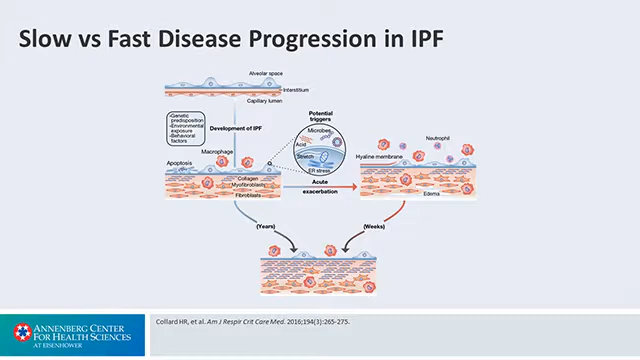 Slow vs Fast Disease Progression in IPF
Alveolar space
Interstitium
Capillary lumen
•Genetic
predisposition
•Environmental
exposure
•Behavioral
factors
Development of IPF
Potential
triggers
Microbes
Acid
Stretch
ER stress
Neutrophil
Macrophage
Apoptosis
Hyaline membrane
Collagen
Myofibroblasts
Fibroblasts
Acute
exacerbation
Edema
(Years)
(Weeks)
ANNENBERG CENTER
FOR HEALTH SCIENCES
AT EISENHOWER
Collard HR, et al. Am J Respir Crit Care Med. 2016;194(3):265-275.